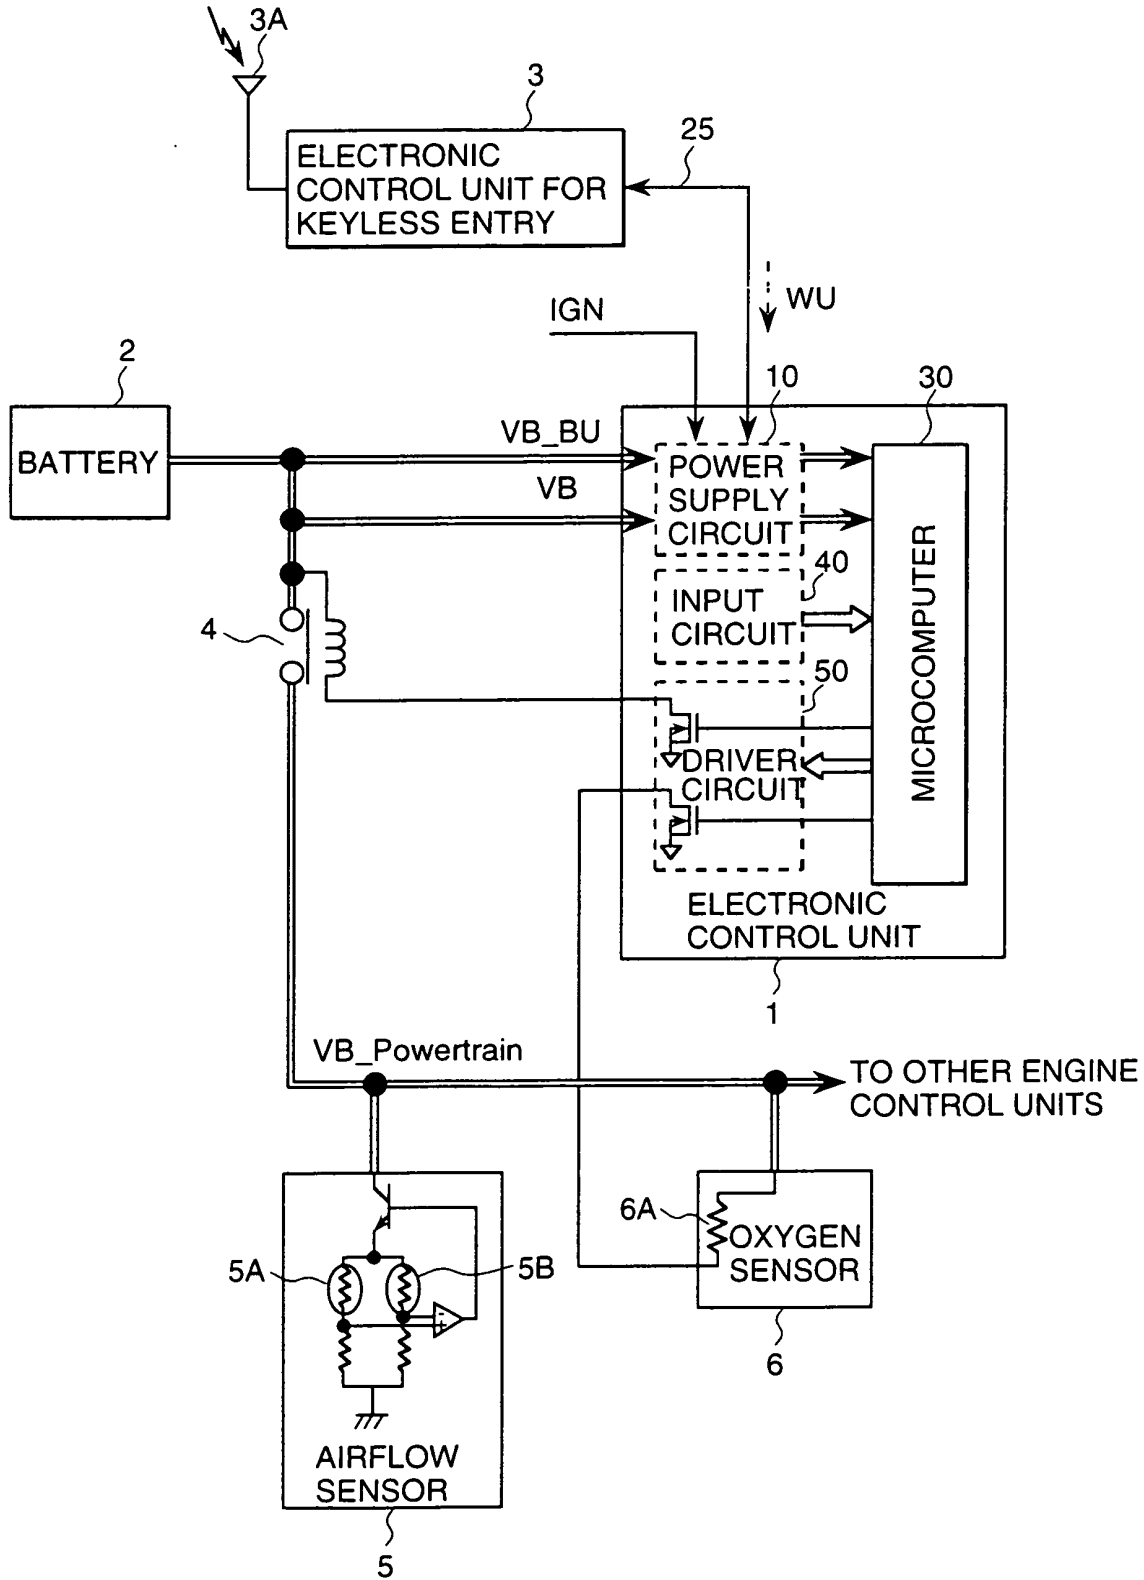 3A
3
ELECTRONIC
CONTROL UNIT FOR
KEYLESS ENTRY
25
WU
IGN
2
BATTERY
VB_BU
VB
10
30
POWER
SUPPLY
CIRCUIT
40
INPUT
CIRCUIT
4
50
DRIVER
CIRCUIT
MICROCOMPUTER
ELECTRONIC
CONTROL UNIT
1
VB_Powertrain
TO OTHER ENGINE
CONTROL UNITS
5A
5B
-
+
AIRFLOW
SENSOR
5
6A
OXYGEN
SENSOR
6